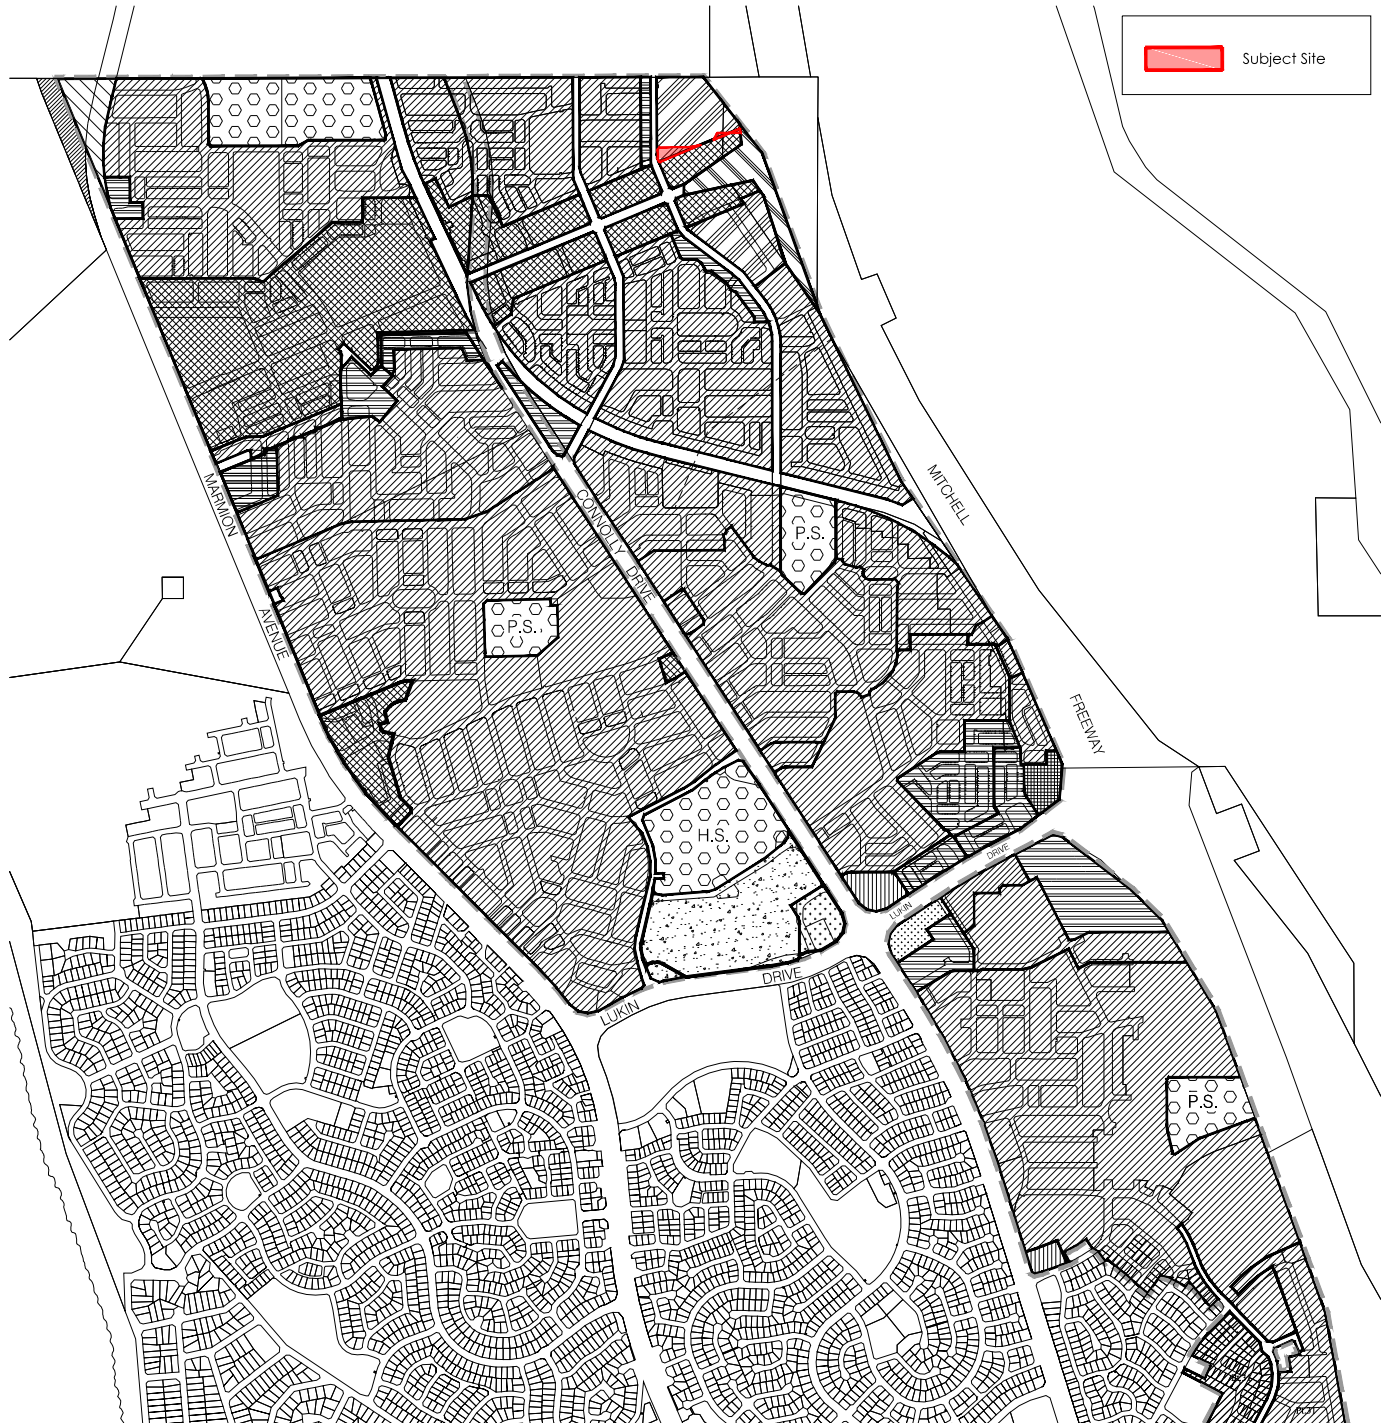 Subject Site
MARMION
AVENUE
CONNOLLY DRIVE
MITCHELL
FREEWAY
P.S.
P.S.
H.S.
DRIVE
LUKIN
DRIVE
LUKIN
P.S.